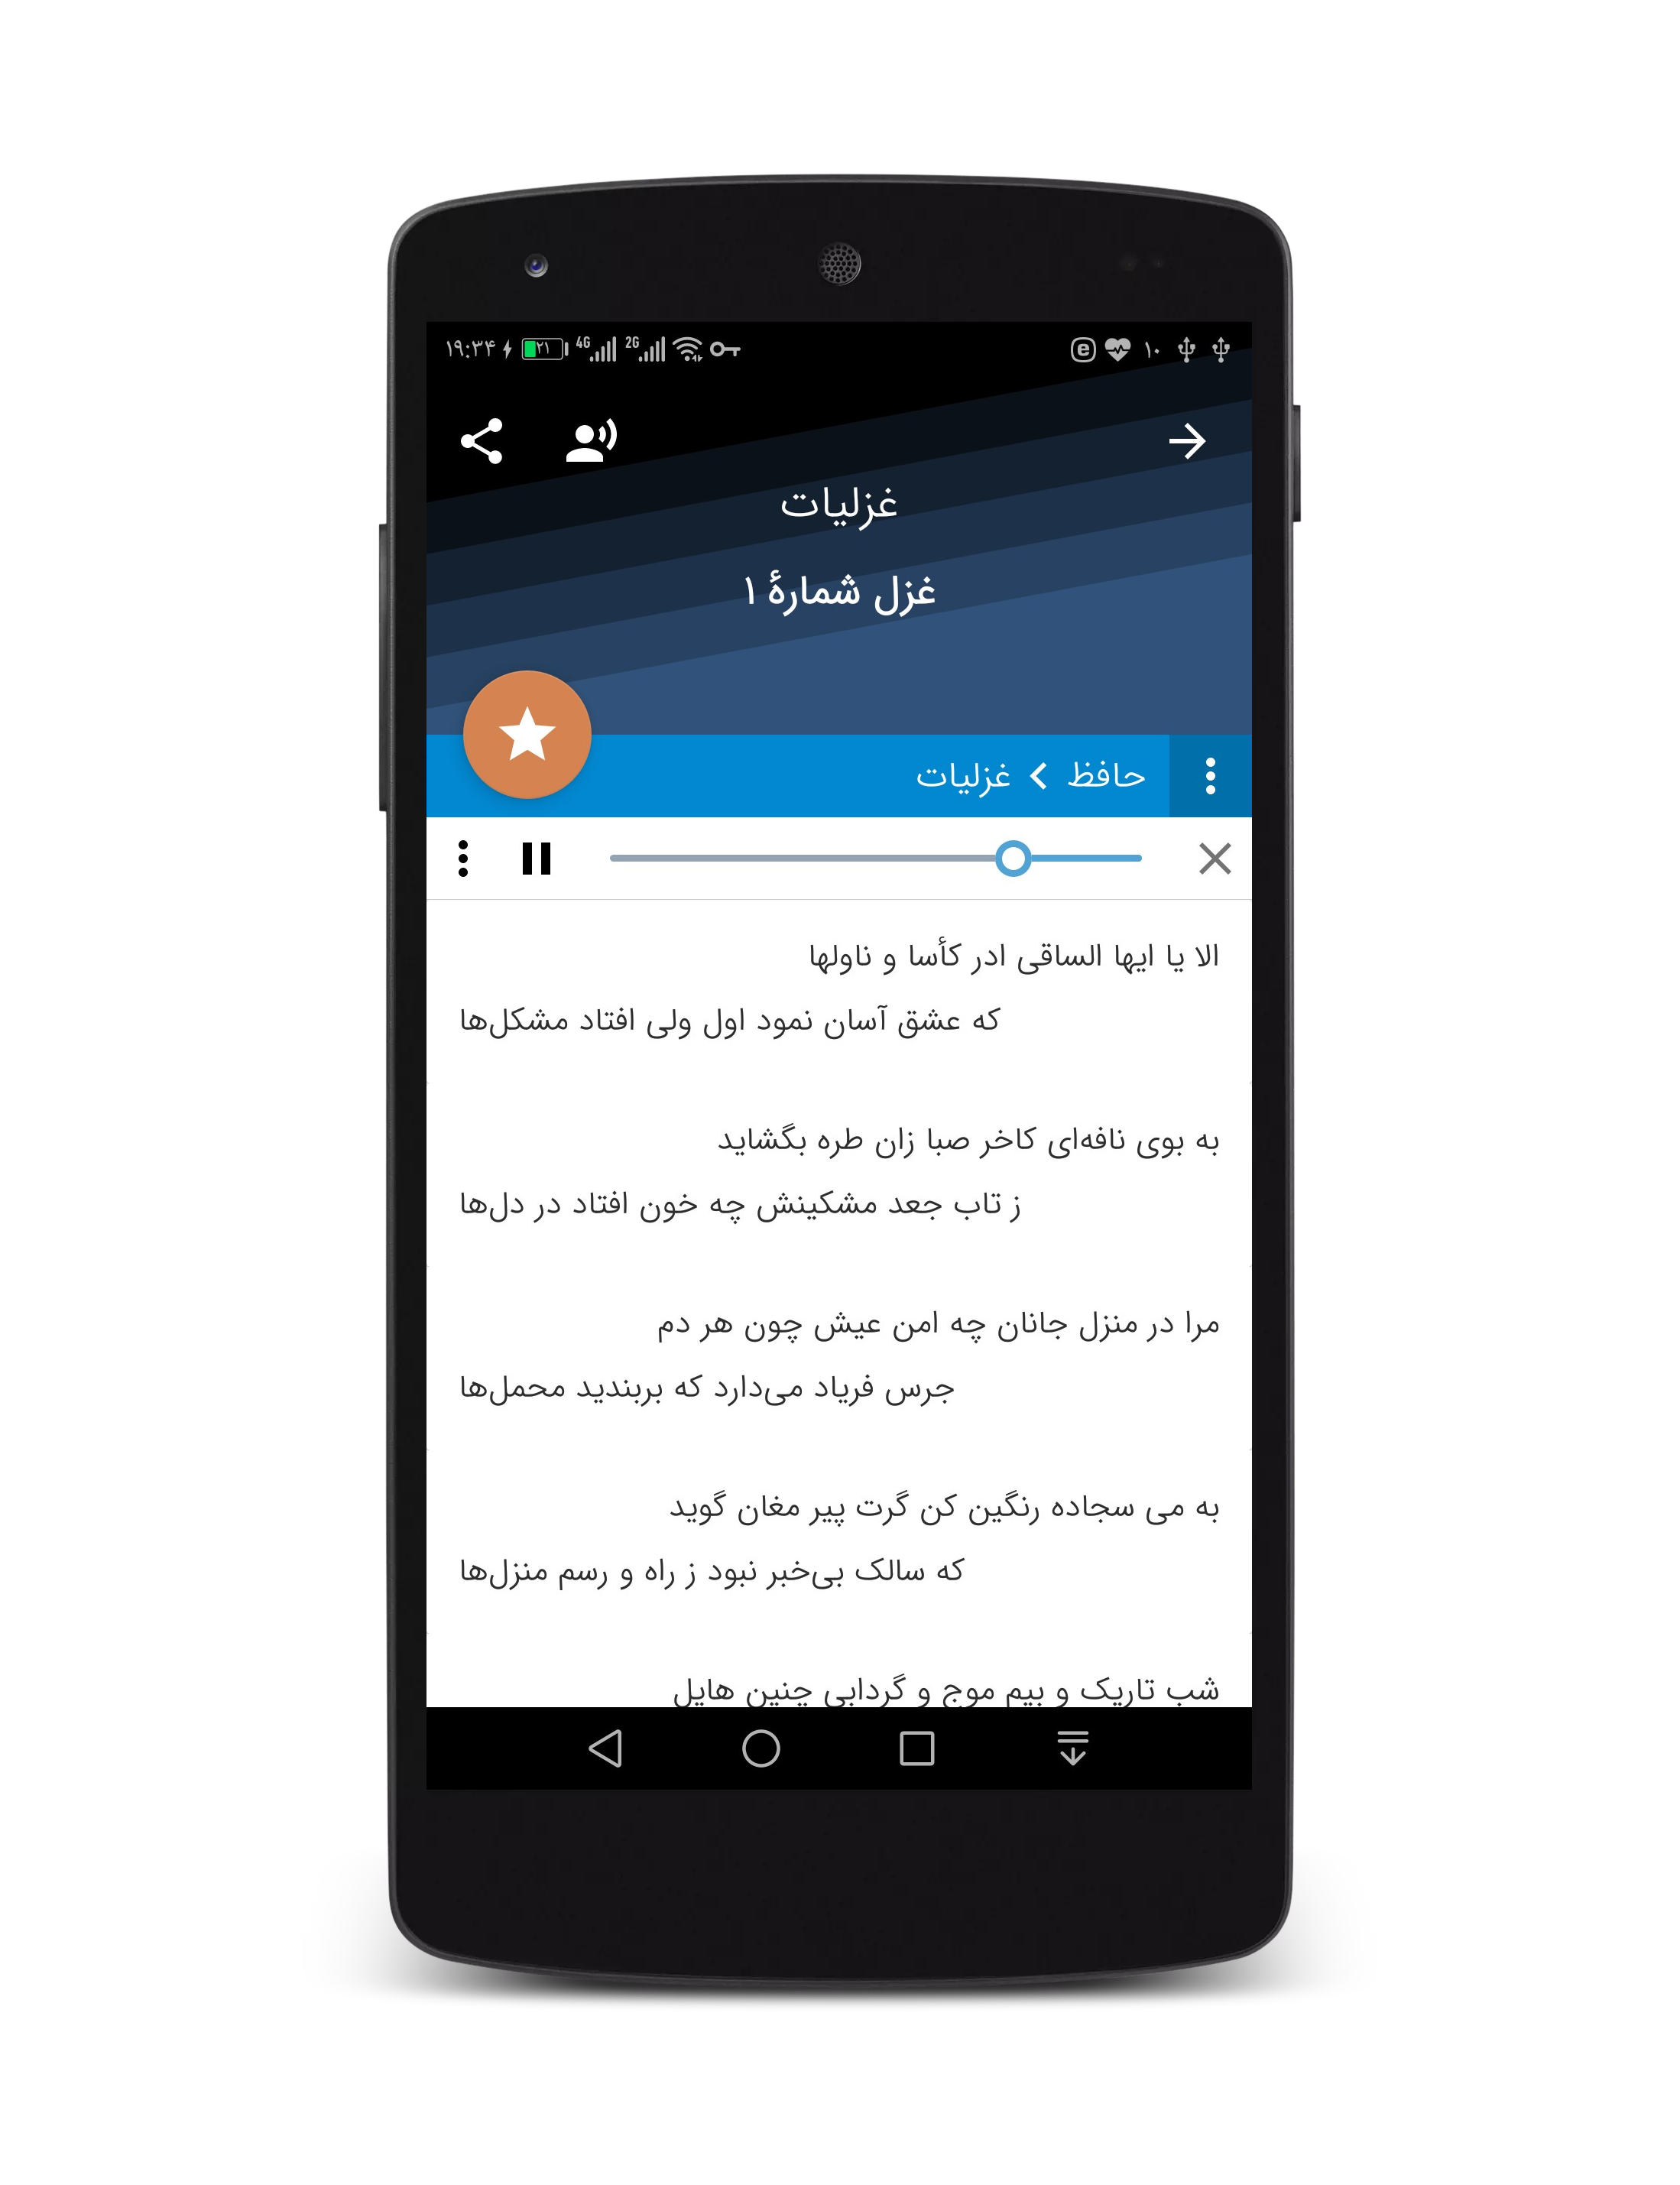 ۱۹:۳۴ ۲۱ 4G 2G ۱۰
غزلیات
غزل شمارهٔ ۱
حافظ غزلیات
الا یا ایها الساقی ادر کأسا و ناولها
که عشق آسان نمود اول ولی افتاد مشکل‌ها
به بوی نافه‌ای کاخر صبا زان طره بگشاید
ز تاب جعد مشکینش چه خون افتاد در دل‌ها
مرا در منزل جانان چه امن عیش چون هر دم
جرس فریاد می‌دارد که بربندید محمل‌ها
به می سجاده رنگین کن گرت پیر مغان گوید
که سالک بی‌خبر نبود ز راه و رسم منزل‌ها
شب تاریک و بیم موج و گردابی چنین هایل